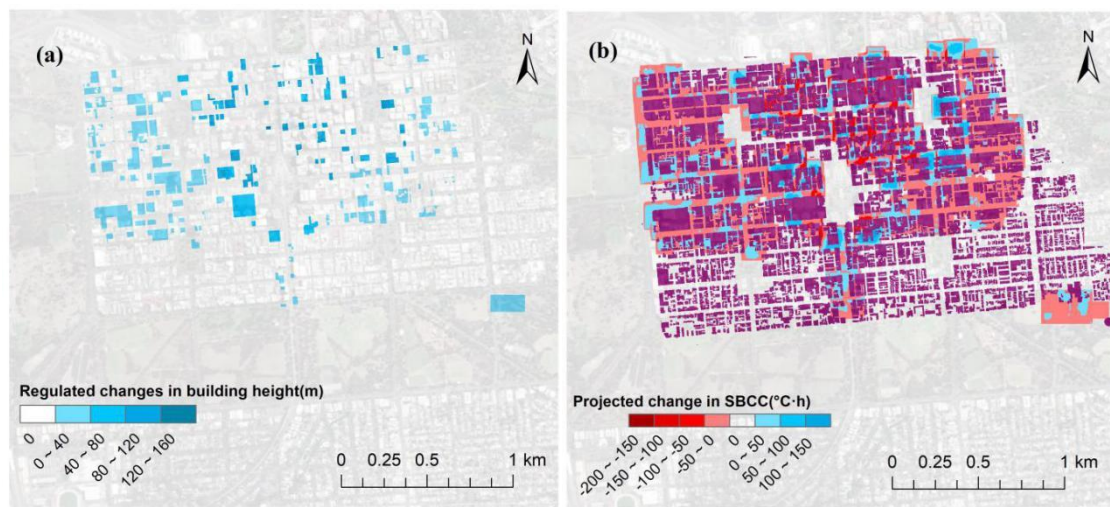 (a)
N
Regulated changes in building height(m)
0
0 ~ 40
40 ~ 80
80 ~ 120
120 ~ 160
0 0.25 0.5 1 km
(b)
N
Projected change in SBCC(°C·h)
-200 ~ -150
-150 ~ -100
-100 ~ -50
-50 ~ 0
0
0 ~ 50
50 ~ 100
100 ~ 150
0 0.25 0.5 1 km